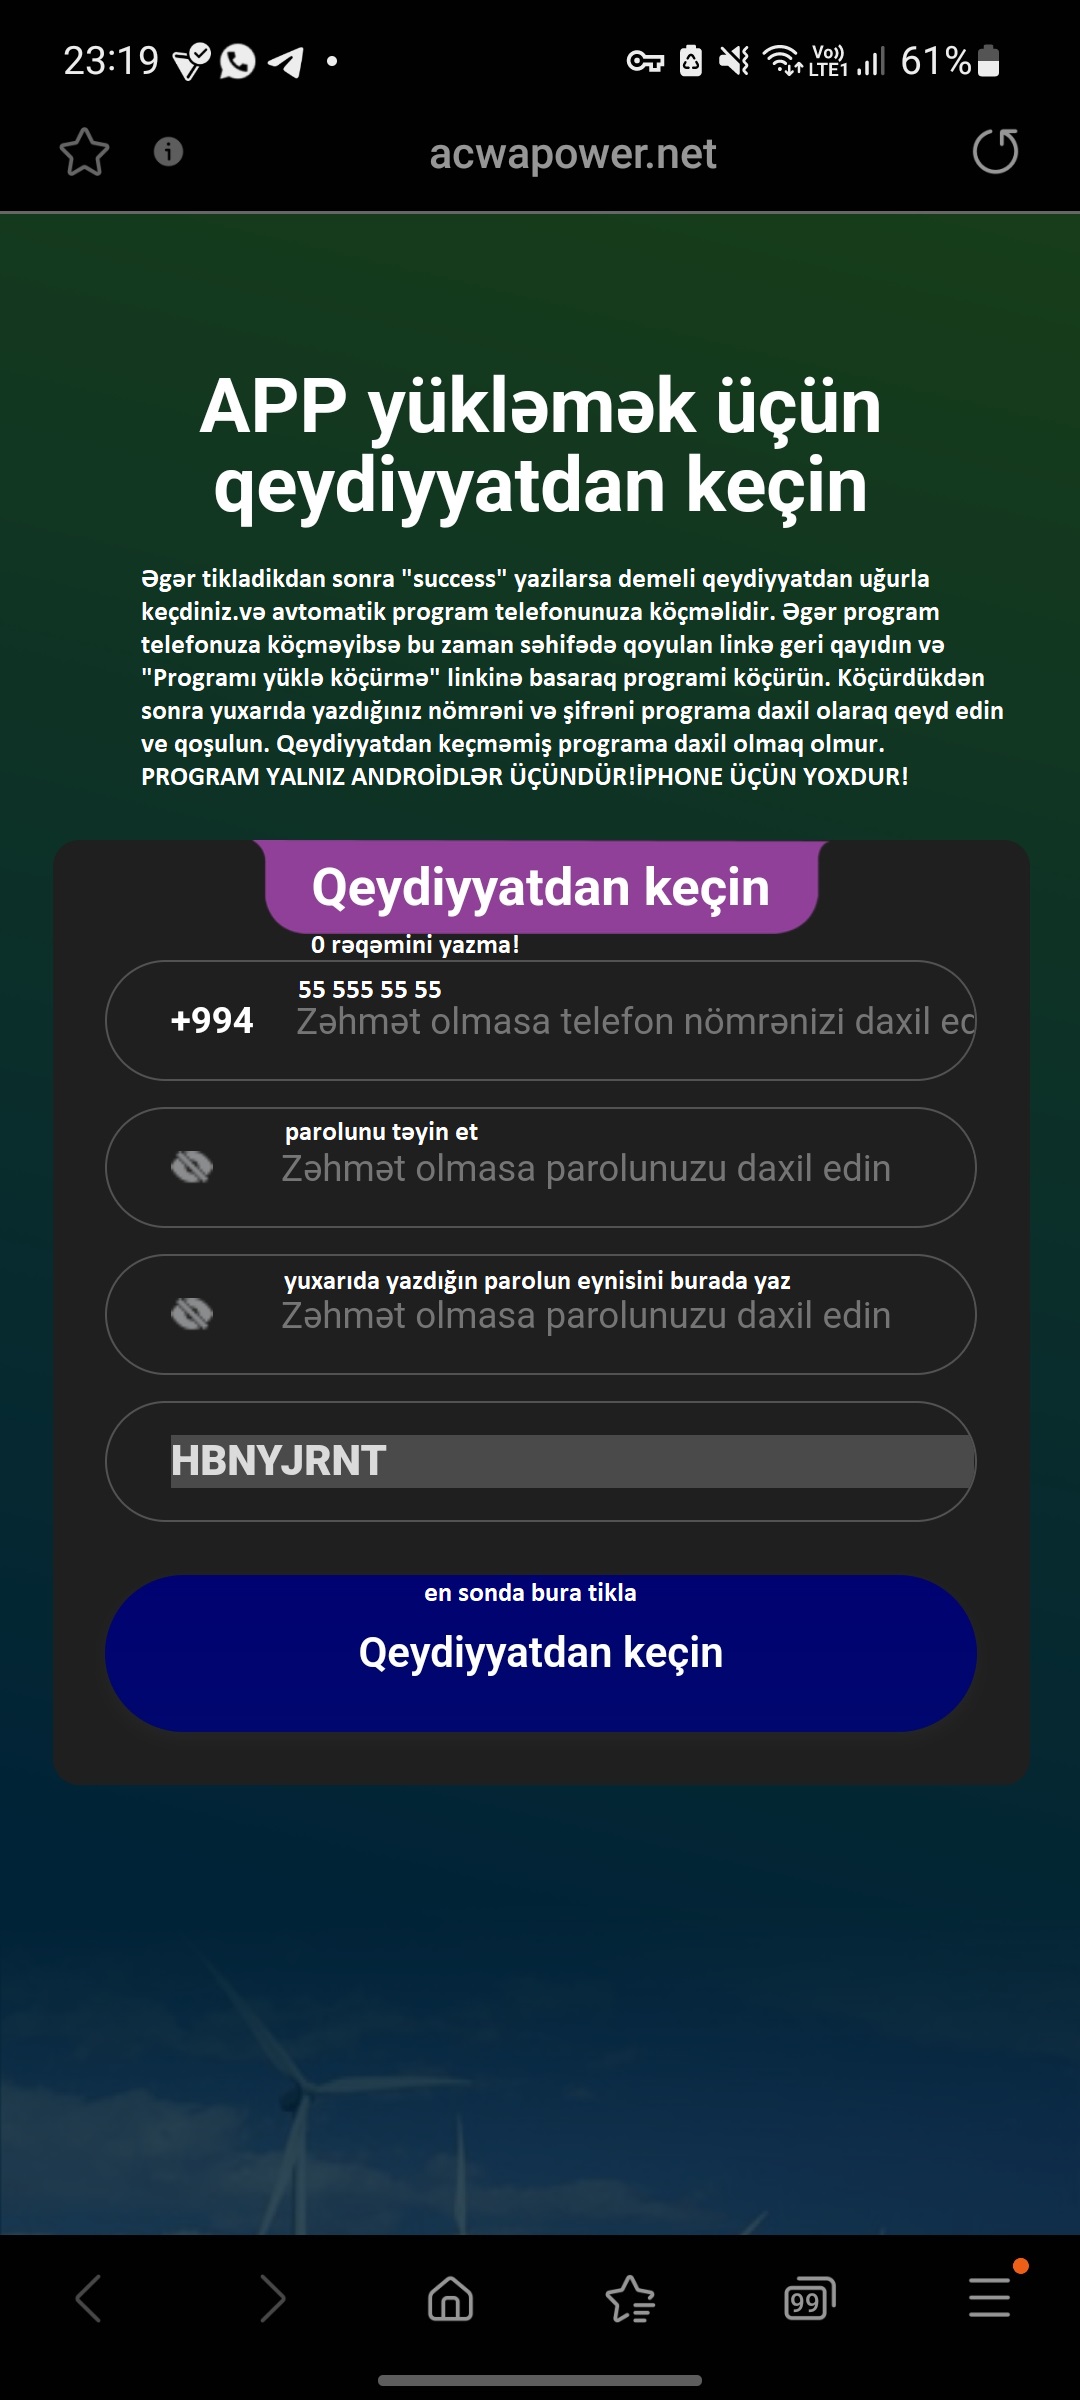 23:19
Vo)) LTE1 61%
acwapower.net
APP yükləmək üçün
qeydiyyatdan keçin
Əgər tikladikdan sonra "success" yazilarsa demeli qeydiyyatdan uğurla
keçdiniz.və avtomatik program telefonunuza köçməlidir. Əgər program
telefonuza köçməyibsə bu zaman səhifədə qoyulan linkə geri qayıdın və
"Programı yüklə köçürmə" linkinə basaraq programi köçürün. Köçürdükdən
sonra yuxarıda yazdığınız nömrəni və şifrəni programa daxil olaraq qeyd edin
ve qoşulun. Qeydiyyatdan keçməmiş programa daxil olmaq olmur.
PROGRAM YALNIZ ANDROİDLƏR ÜÇÜNDÜR!İPHONE ÜÇÜN YOXDUR!
Qeydiyyatdan keçin
0 rəqəmini yazma!
55 555 55 55
+994 Zəhmət olmasa telefon nömrənizi daxil ed
parolunu təyin et
Zəhmət olmasa parolunuzu daxil edin
yuxarıda yazdığın parolun eynisini burada yaz
Zəhmət olmasa parolunuzu daxil edin
HBNYJRNT
en sonda bura tikla
Qeydiyyatdan keçin
99